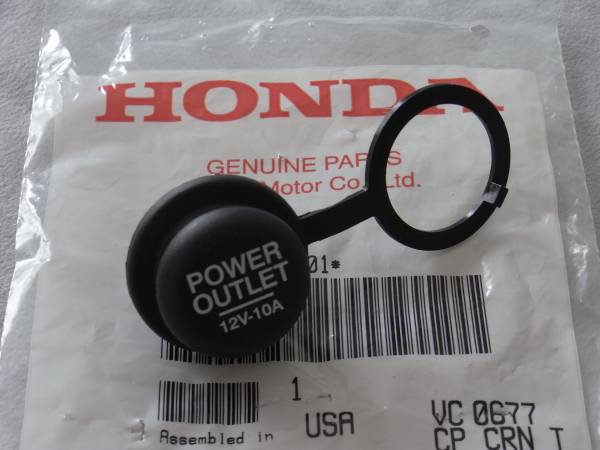 HONDA
GENUINE PARTS
Motor Co., Ltd.
01*
POWER
OUTLET
12V-10A
1
Assembled in USA
VC 0677
CP CRN T